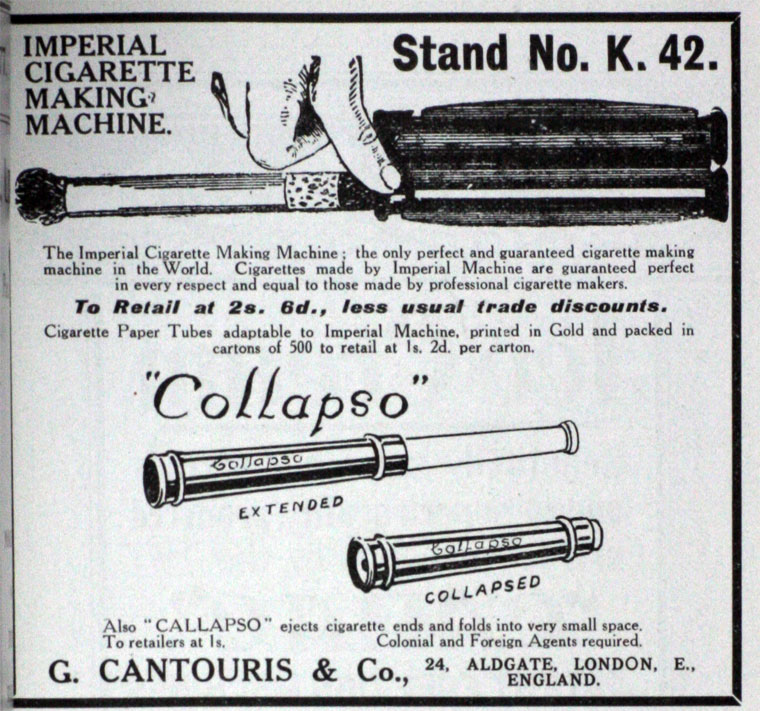 IMPERIAL
CIGARETTE
MAKING
MACHINE.
Stand No. K. 42.
The Imperial Cigarette Making Machine; the only perfect and guaranteed cigarette making
machine in the World. Cigarettes made by Imperial Machine are guaranteed perfect
in every respect and equal to those made by professional cigarette makers.
To Retail at 2s. 6d., less usual trade discounts.
Cigarette Paper Tubes adaptable to Imperial Machine, printed in Gold and packed in
cartons of 500 to retail at 1s. 2d. per carton.
"Collapso"
Collapso
EXTENDED
Collapso
COLLAPSED
Also "CALLAPSO" ejects cigarette ends and folds into very small space.
To retailers at 1s. Colonial and Foreign Agents required.
G. CANTOURIS & Co., 24, ALDGATE, LONDON, E.,
ENGLAND.